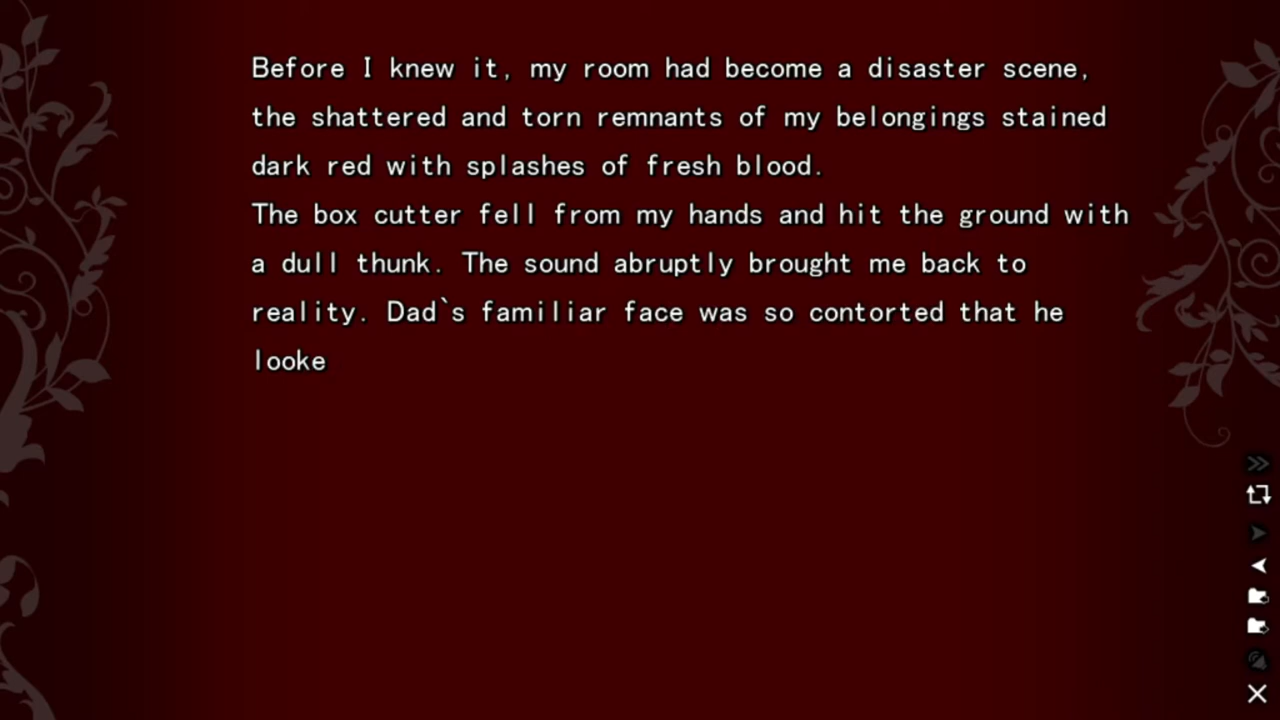 Before I knew it, my room had become a disaster scene,
the shattered and torn remnants of my belongings stained
dark red with splashes of fresh blood.
The box cutter fell from my hands and hit the ground with
a dull thunk. The sound abruptly brought me back to
reality. Dad`s familiar face was so contorted that he
looke